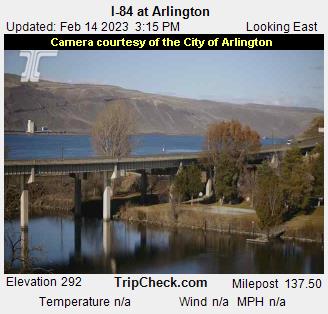 I-84 at Arlington
Updated: Feb 14 2023 3:15 PM Looking East
Camera courtesy of the City of Arlington
Elevation 292 TripCheck.com Milepost 137.50
Temperature n/a Wind n/a MPH n/a